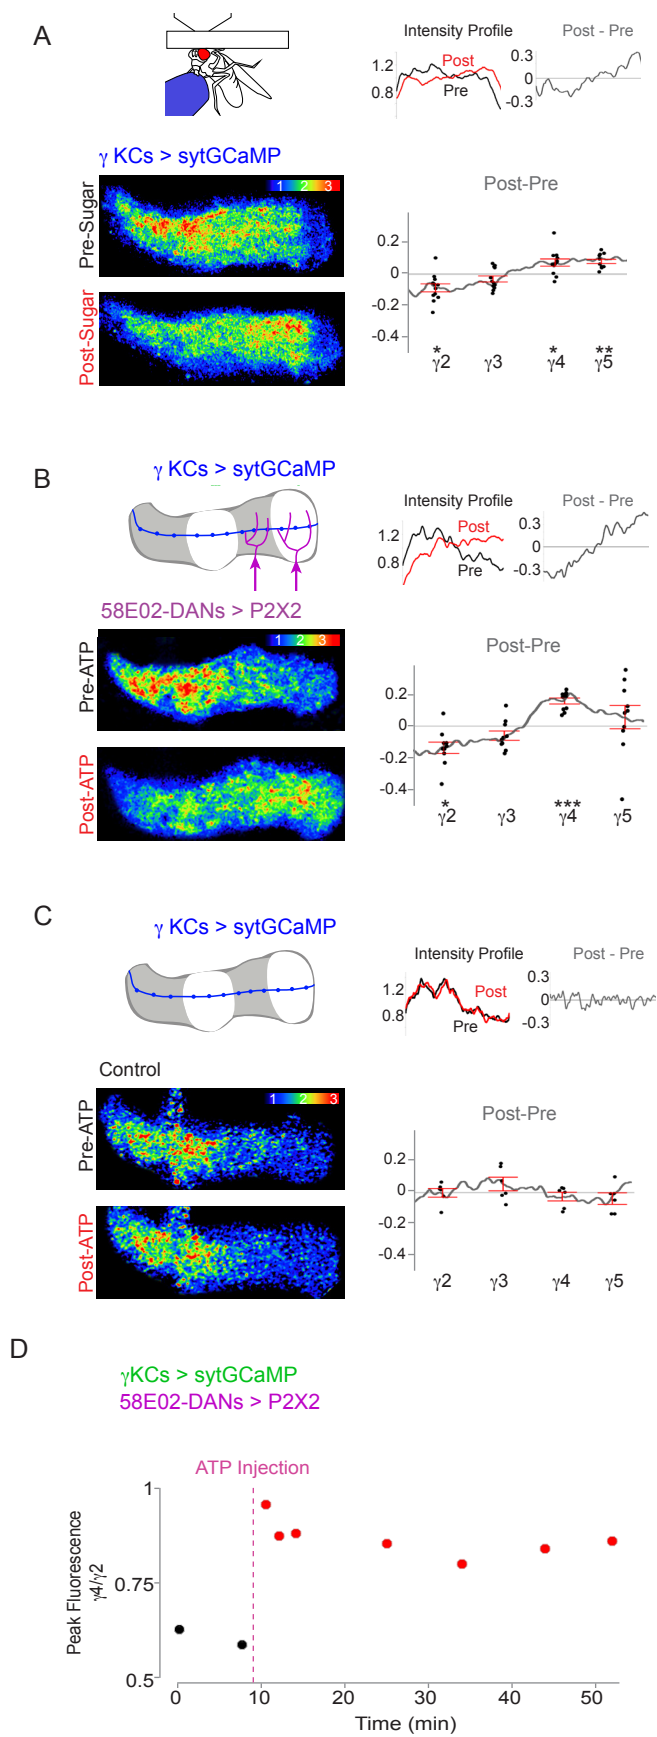 A
Intensity Profile
Post - Pre
1.2
0.8
Post
Pre
0.3
0
-0.3
γ KCs > sytGCaMP
Pre-Sugar
1 2 3
Post-Sugar
Post-Pre
0.2
0
-0.2
-0.4
* * **
γ2 γ3 γ4 γ5
B
γ KCs > sytGCaMP
Intensity Profile
Post - Pre
1.2
0.8
Post
Pre
0.3
0
-0.3
58E02-DANs > P2X2
Pre-ATP
1 2 3
Post-ATP
Post-Pre
0.2
0
-0.2
-0.4
* ***
γ2 γ3 γ4 γ5
C
γ KCs > sytGCaMP
Intensity Profile
Post - Pre
1.2
0.8
Post
Pre
0.3
0
-0.3
Control
Pre-ATP
1 2 3
Post-ATP
Post-Pre
0.2
0
-0.2
-0.4
γ2 γ3 γ4 γ5
D
γKCs > sytGCaMP
58E02-DANs > P2X2
ATP Injection
Peak Fluorescence
γ4/γ2
1
0.75
0.5
0 10 20 30 40 50
Time (min)